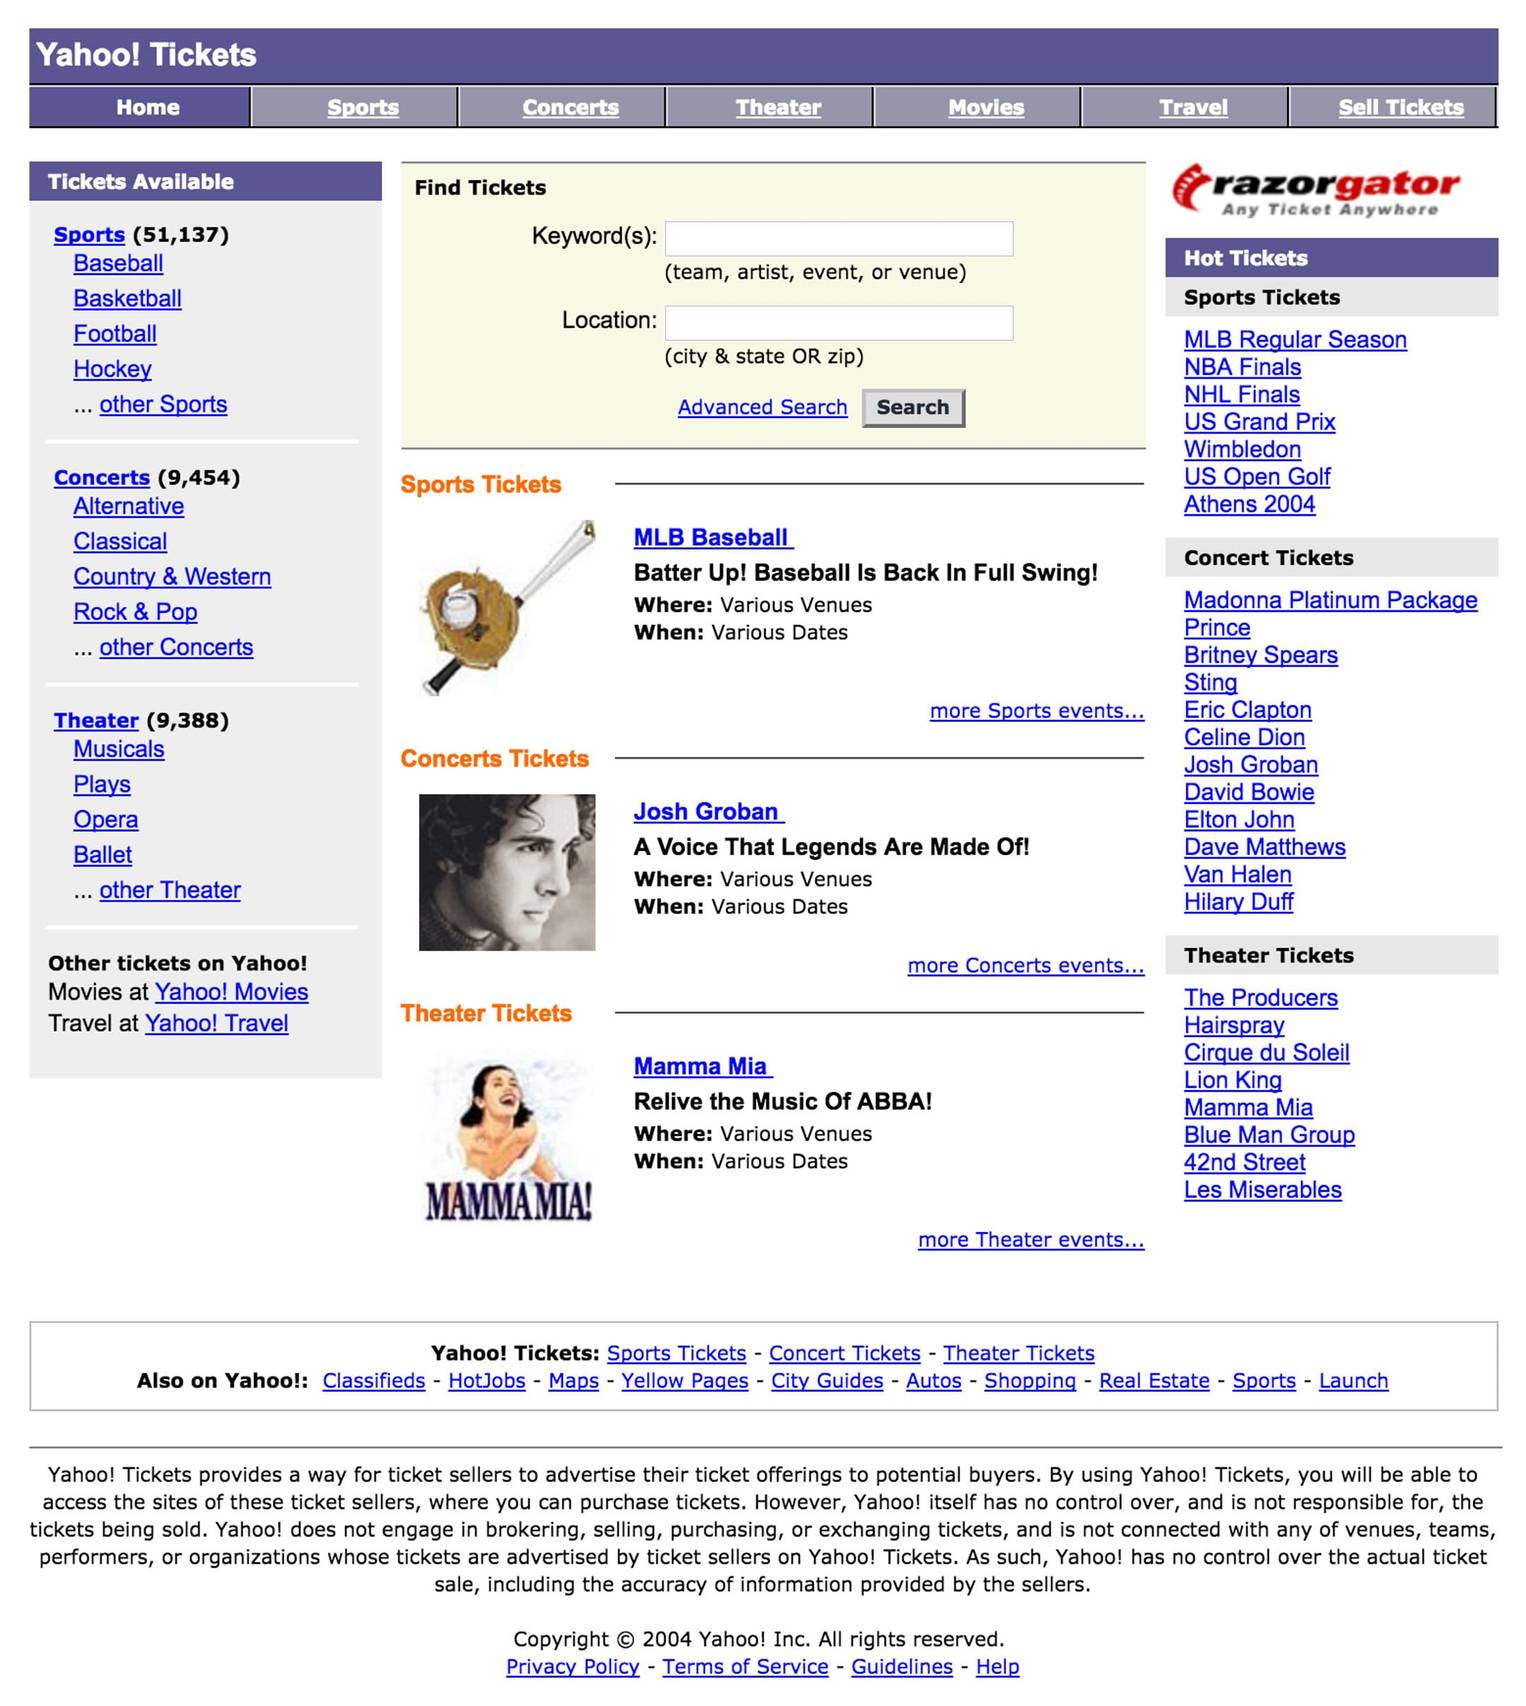 Yahoo! Tickets
Home
Sports
Concerts
Theater
Movies
Travel
Sell Tickets
Tickets Available
Sports (51,137)
Baseball
Basketball
Football
Hockey
... other Sports
Concerts (9,454)
Alternative
Classical
Country & Western
Rock & Pop
... other Concerts
Theater (9,388)
Musicals
Plays
Opera
Ballet
... other Theater
Other tickets on Yahoo!
Movies at Yahoo! Movies
Travel at Yahoo! Travel
Find Tickets
Keyword(s):
(team, artist, event, or venue)
Location:
(city & state OR zip)
Advanced Search
Search
Sports Tickets
MLB Baseball
Batter Up! Baseball Is Back In Full Swing!
Where: Various Venues
When: Various Dates
more Sports events...
Concerts Tickets
Josh Groban
A Voice That Legends Are Made Of!
Where: Various Venues
When: Various Dates
more Concerts events...
Theater Tickets
MAMMA MIA!
Mamma Mia
Relive the Music Of ABBA!
Where: Various Venues
When: Various Dates
more Theater events...
razorgator
Any Ticket Anywhere
Hot Tickets
Sports Tickets
MLB Regular Season
NBA Finals
NHL Finals
US Grand Prix
Wimbledon
US Open Golf
Athens 2004
Concert Tickets
Madonna Platinum Package
Prince
Britney Spears
Sting
Eric Clapton
Celine Dion
Josh Groban
David Bowie
Elton John
Dave Matthews
Van Halen
Hilary Duff
Theater Tickets
The Producers
Hairspray
Cirque du Soleil
Lion King
Mamma Mia
Blue Man Group
42nd Street
Les Miserables
Yahoo! Tickets: Sports Tickets - Concert Tickets - Theater Tickets
Also on Yahoo!: Classifieds - HotJobs - Maps - Yellow Pages - City Guides - Autos - Shopping - Real Estate - Sports - Launch
Yahoo! Tickets provides a way for ticket sellers to advertise their ticket offerings to potential buyers. By using Yahoo! Tickets, you will be able to
access the sites of these ticket sellers, where you can purchase tickets. However, Yahoo! itself has no control over, and is not responsible for, the
tickets being sold. Yahoo! does not engage in brokering, selling, purchasing, or exchanging tickets, and is not connected with any of venues, teams,
performers, or organizations whose tickets are advertised by ticket sellers on Yahoo! Tickets. As such, Yahoo! has no control over the actual ticket
sale, including the accuracy of information provided by the sellers.
Copyright © 2004 Yahoo! Inc. All rights reserved.
Privacy Policy - Terms of Service - Guidelines - Help